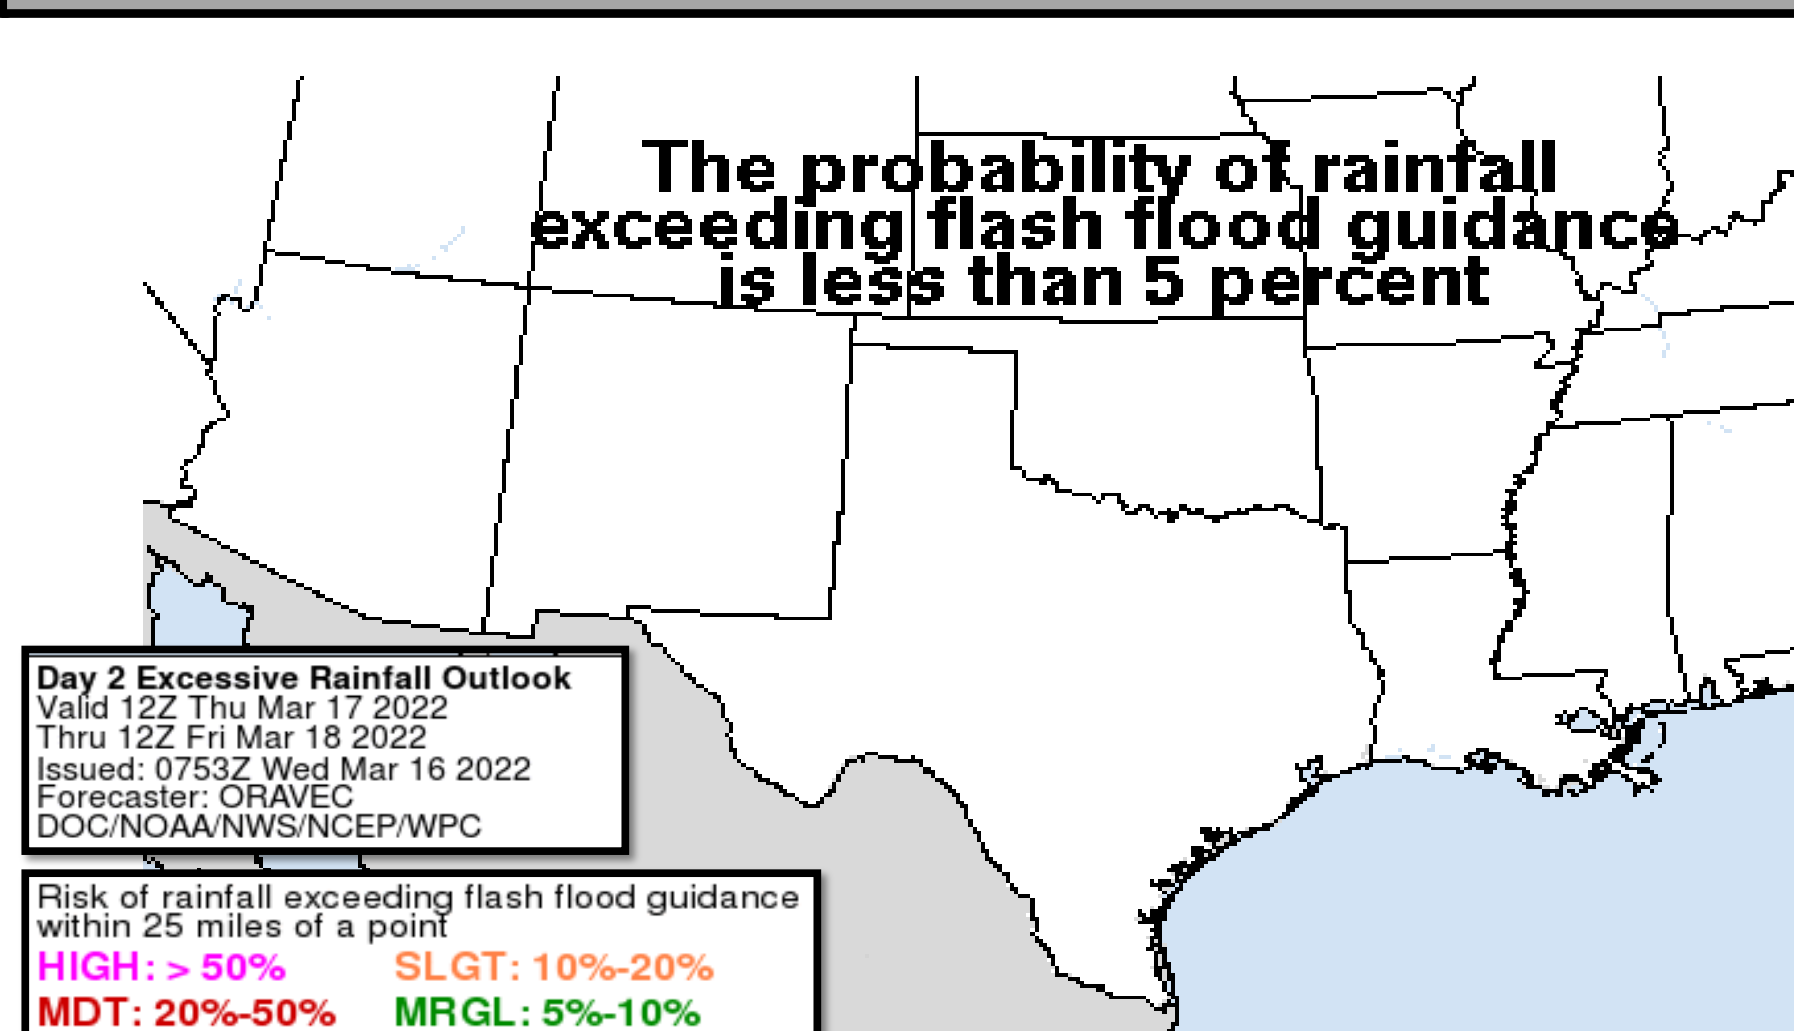 The probability of rainfall
exceeding flash flood guidance
is less than 5 percent
Day 2 Excessive Rainfall Outlook
Valid 12Z Thu Mar 17 2022
Thru 12Z Fri Mar 18 2022
Issued: 0753Z Wed Mar 16 2022
Forecaster: ORAVEC
DOC/NOAA/NWS/NCEP/WPC
Risk of rainfall exceeding flash flood guidance
within 25 miles of a point
HIGH: > 50% SLGT: 10%-20%
MDT: 20%-50% MRGL: 5%-10%